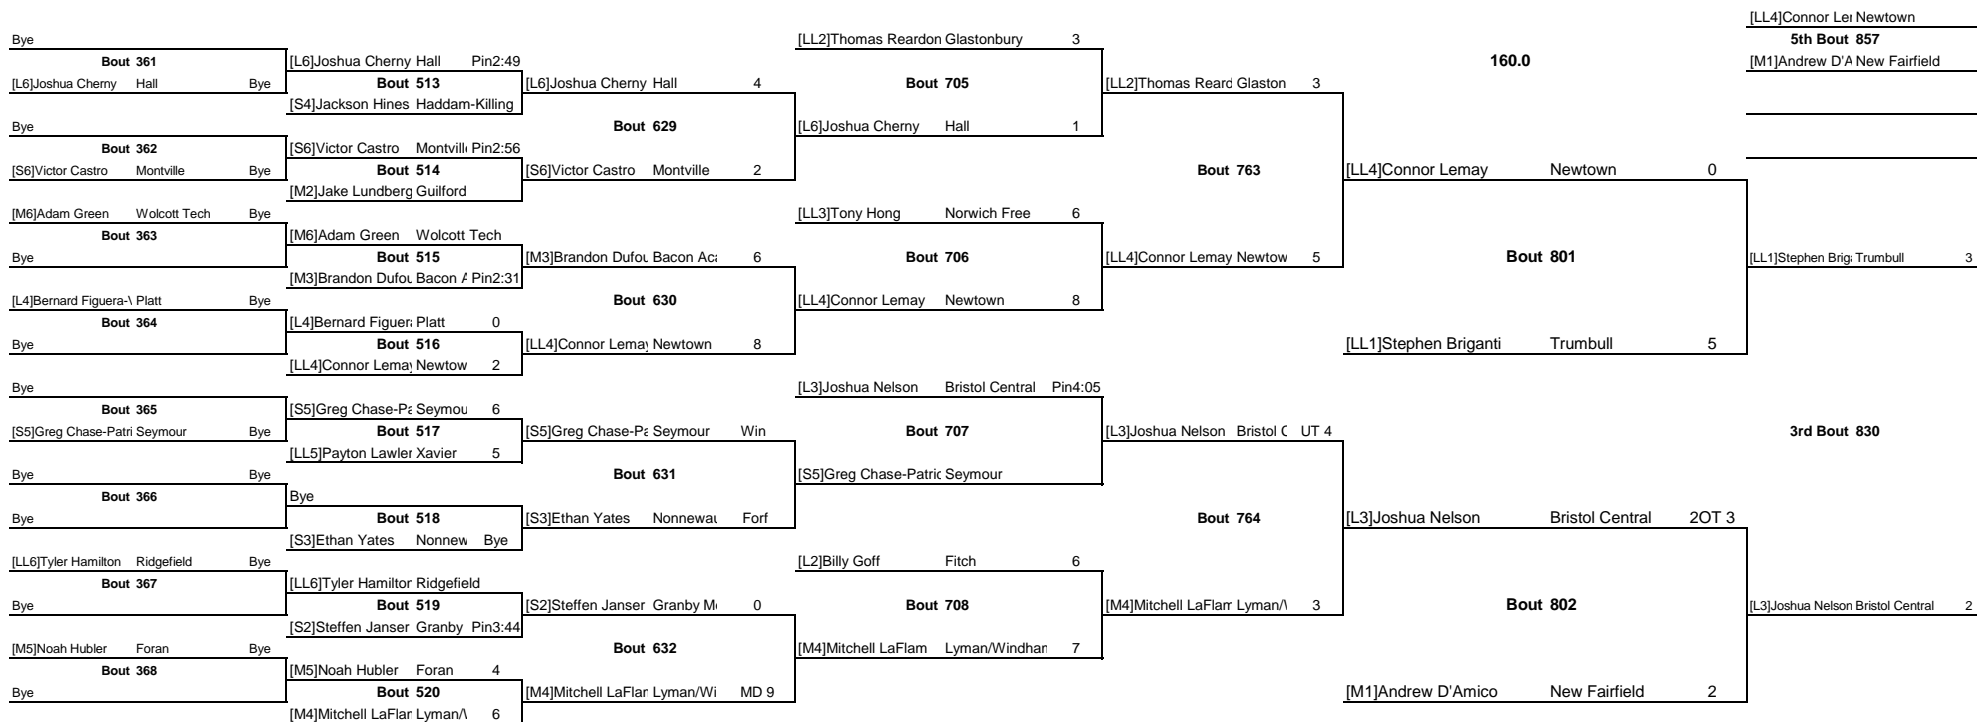 [LL4]Connor Ler Newtown
Bye [LL2]Thomas Reardon Glastonbury 3 5th Bout 857
Bout 361 [L6]Joshua Cherny Hall Pin2:49 160.0 [M1]Andrew D'A New Fairfield
[L6]Joshua Cherny Hall Bye Bout 513 [L6]Joshua Cherny Hall 4 Bout 705 [LL2]Thomas Reard Glaston 3
[S4]Jackson Hines Haddam-Killing
Bye Bout 629 [L6]Joshua Cherny Hall 1
Bout 362 [S6]Victor Castro Montvill Pin2:56
[S6]Victor Castro Montville Bye Bout 514 [S6]Victor Castro Montville 2 Bout 763 [LL4]Connor Lemay Newtown 0
[M2]Jake Lundberg Guilford
[M6]Adam Green Wolcott Tech Bye [LL3]Tony Hong Norwich Free 6
Bout 363 [M6]Adam Green Wolcott Tech
Bye Bout 515 [M3]Brandon Dufou Bacon Aca 6 Bout 706 [LL4]Connor Lemay Newtow 5 Bout 801 [LL1]Stephen Briga Trumbull 3
[M3]Brandon Dufou Bacon A Pin2:31
[L4]Bernard Figuera-V Platt Bye Bout 630 [LL4]Connor Lemay Newtown 8
Bout 364 [L4]Bernard Figuera Platt 0
Bye Bout 516 [LL4]Connor Lemay Newtown 8 [LL1]Stephen Briganti Trumbull 5
[LL4]Connor Lemay Newtow 2
Bye [L3]Joshua Nelson Bristol Central Pin4:05
Bout 365 [S5]Greg Chase-Pa Seymou 6
[S5]Greg Chase-Patri Seymour Bye Bout 517 [S5]Greg Chase-Pa Seymour Win Bout 707 [L3]Joshua Nelson Bristol C UT 4 3rd Bout 830
[LL5]Payton Lawler Xavier 5
Bye Bye Bout 631 [S5]Greg Chase-Patric Seymour
Bout 366 Bye
Bye Bout 518 [S3]Ethan Yates Nonnewau Forf Bout 764 [L3]Joshua Nelson Bristol Central 2OT 3
[S3]Ethan Yates Nonnew Bye
[LL6]Tyler Hamilton Ridgefield Bye [L2]Billy Goff Fitch 6
Bout 367 [LL6]Tyler Hamilton Ridgefield
Bye Bout 519 [S2]Steffen Janser Granby Me 0 Bout 708 [M4]Mitchell LaFlam Lyman/W 3 Bout 802 [L3]Joshua Nelson Bristol Central 2
[S2]Steffen Janser Granby Pin3:44
[M5]Noah Hubler Foran Bye Bout 632 [M4]Mitchell LaFlam Lyman/Windham 7
Bout 368 [M5]Noah Hubler Foran 4
Bye Bout 520 [M4]Mitchell LaFlam Lyman/Wi MD 9 [M1]Andrew D'Amico New Fairfield 2
[M4]Mitchell LaFlam Lyman/W 6